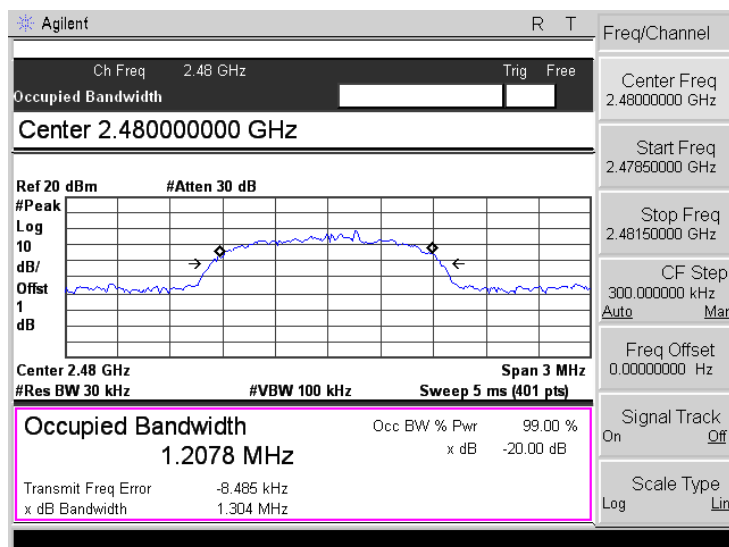 Agilent R T
Ch Freq 2.48 GHz Trig Free
Occupied Bandwidth
Center 2.480000000 GHz
Ref 20 dBm #Atten 30 dB
#Peak
Log
10
dB/
Offst
1
dB
Center 2.48 GHz Span 3 MHz
#Res BW 30 kHz #VBW 100 kHz Sweep 5 ms (401 pts)
Occupied Bandwidth
1.2078 MHz
Occ BW % Pwr 99.00 %
x dB -20.00 dB
Transmit Freq Error -8.485 kHz
x dB Bandwidth 1.304 MHz
Freq/Channel
Center Freq
2.48000000 GHz
Start Freq
2.47850000 GHz
Stop Freq
2.48150000 GHz
CF Step
300.000000 kHz
Auto Mar
Freq Offset
0.00000000 Hz
Signal Track
On Off
Scale Type
Log Lin